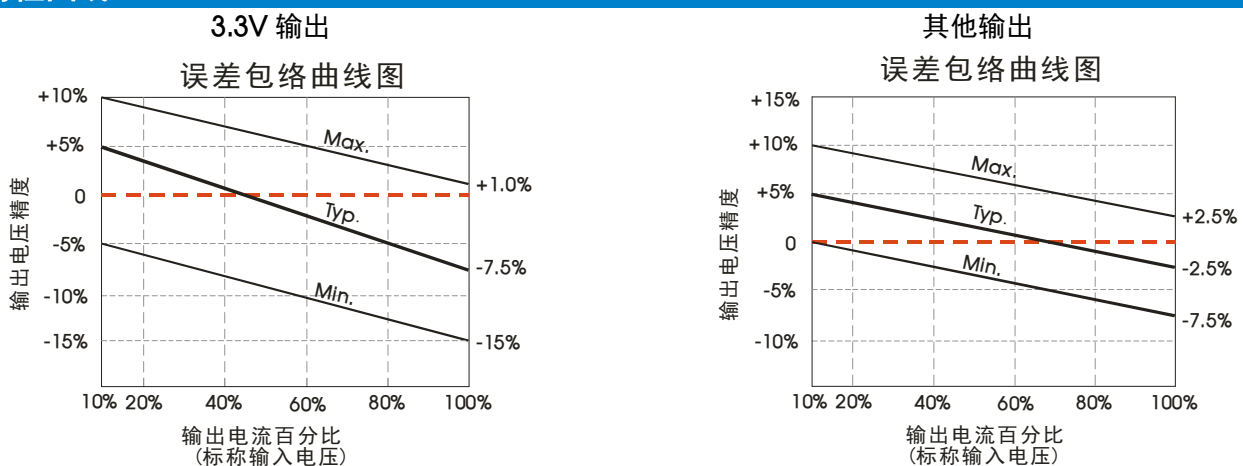 3.3V 输出
误差包络曲线图
+10%
+5%
0
-5%
-10%
-15%
输出电压精度
Max.
Typ.
Min.
+1.0%
-7.5%
-15%
10% 20% 40% 60% 80% 100%
输出电流百分比
(标称输入电压)
其他输出
误差包络曲线图
+15%
+10%
+5%
0
-5%
-10%
输出电压精度
Max.
Typ.
Min.
+2.5%
-2.5%
-7.5%
10% 20% 40% 60% 80% 100%
输出电流百分比
(标称输入电压)